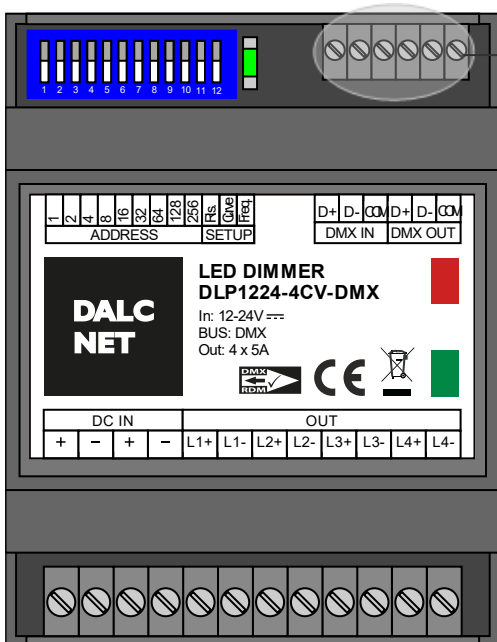 1 2 3 4 5 6 7 8 9 10 11 12
1 2 4 8 16 32 64 128 256 Ris. Curve Freq.
D+ D- COM D+ D- COM
ADDRESS SETUP
DMX IN DMX OUT
LED DIMMER
DLP1224-4CV-DMX
DALC
NET
In: 12-24V
BUS: DMX
Out: 4 x 5A
DMX
RDM
CE
DC IN OUT
+ − + − L1+ L1- L2+ L2- L3+ L3- L4+ L4-